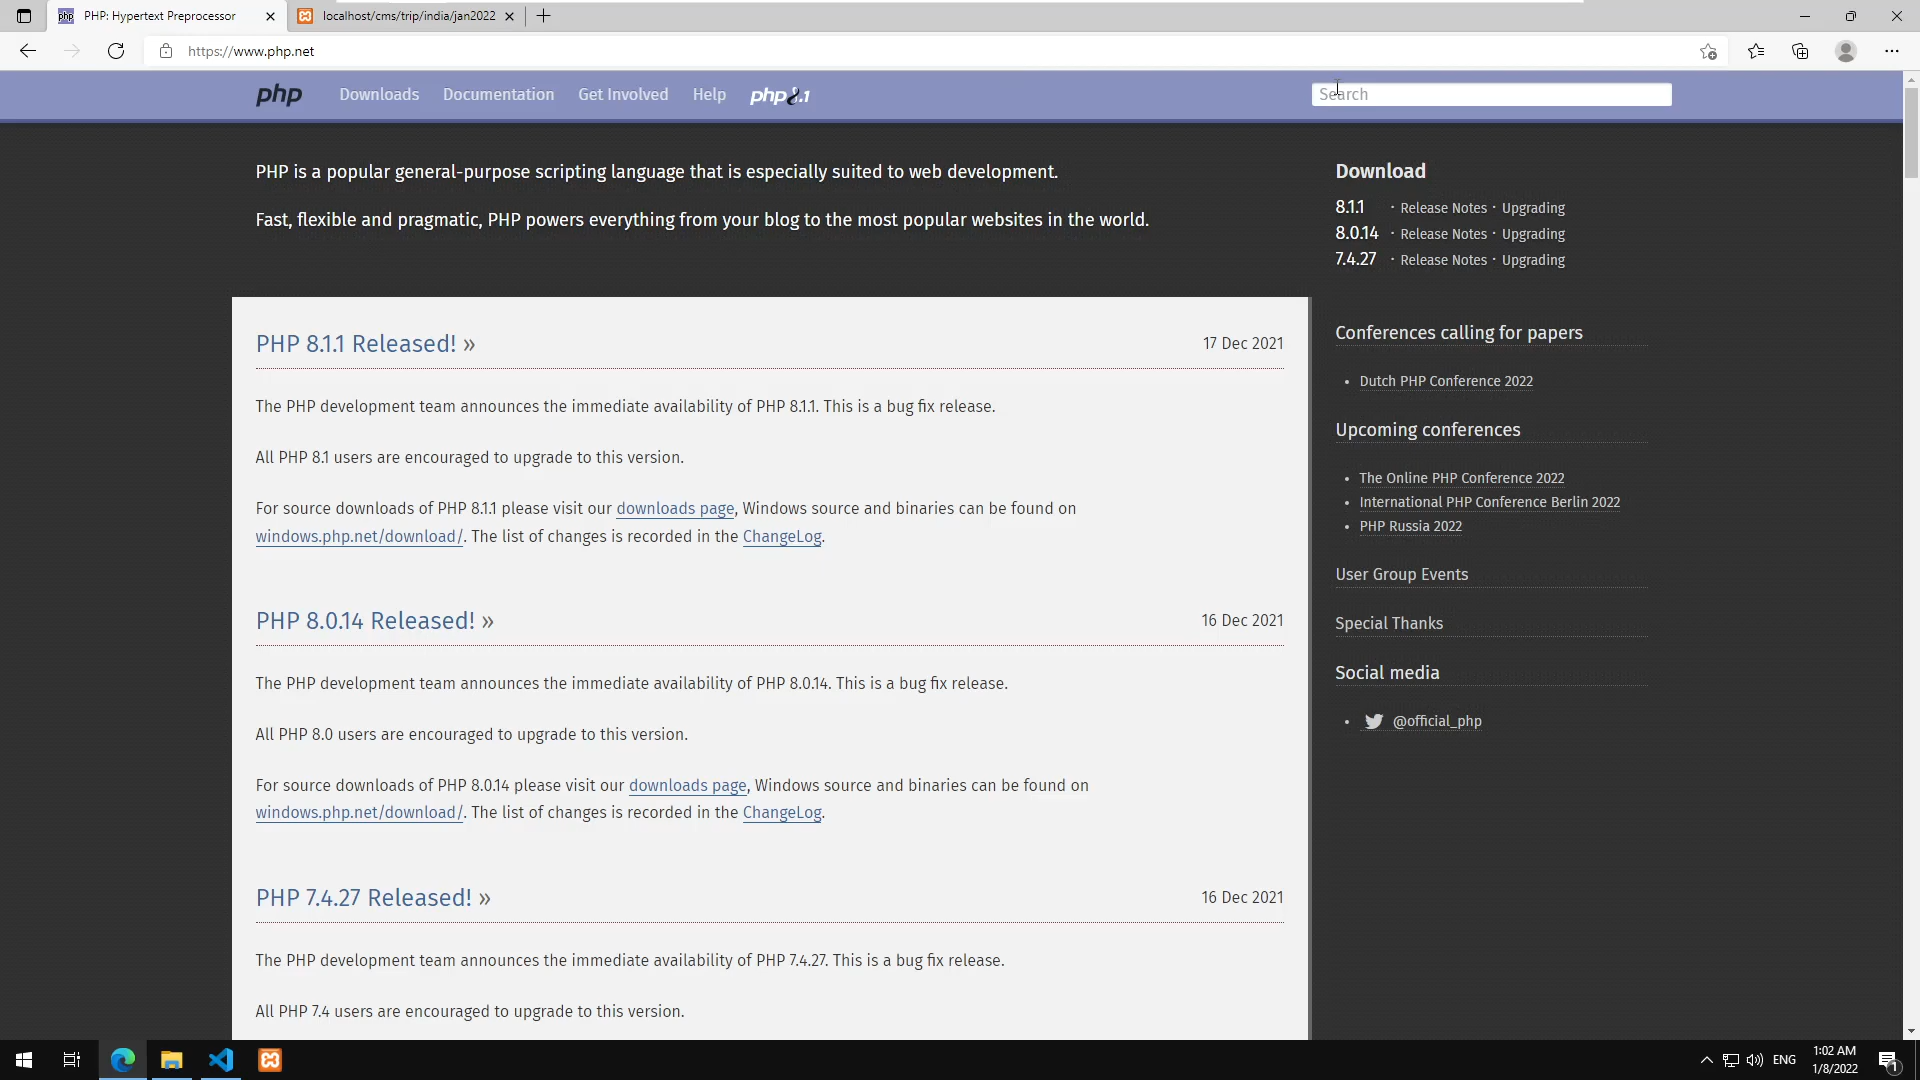 PHP: Hypertext Preprocessor
localhost/cms/trip/india/jan2022
https://www.php.net
php
Downloads
Documentation
Get Involved
Help
php8.1
Search
PHP is a popular general-purpose scripting language that is especially suited to web development.
Fast, flexible and pragmatic, PHP powers everything from your blog to the most popular websites in the world.
Download
8.1.1 · Release Notes · Upgrading
8.0.14 · Release Notes · Upgrading
7.4.27 · Release Notes · Upgrading
PHP 8.1.1 Released! »
17 Dec 2021
The PHP development team announces the immediate availability of PHP 8.1.1. This is a bug fix release.
All PHP 8.1 users are encouraged to upgrade to this version.
For source downloads of PHP 8.1.1 please visit our downloads page, Windows source and binaries can be found on
windows.php.net/download/. The list of changes is recorded in the ChangeLog.
PHP 8.0.14 Released! »
16 Dec 2021
The PHP development team announces the immediate availability of PHP 8.0.14. This is a bug fix release.
All PHP 8.0 users are encouraged to upgrade to this version.
For source downloads of PHP 8.0.14 please visit our downloads page, Windows source and binaries can be found on
windows.php.net/download/. The list of changes is recorded in the ChangeLog.
PHP 7.4.27 Released! »
16 Dec 2021
The PHP development team announces the immediate availability of PHP 7.4.27. This is a bug fix release.
All PHP 7.4 users are encouraged to upgrade to this version.
Conferences calling for papers
• Dutch PHP Conference 2022
Upcoming conferences
• The Online PHP Conference 2022
• International PHP Conference Berlin 2022
• PHP Russia 2022
User Group Events
Special Thanks
Social media
• @official_php
ENG
1:02 AM
1/8/2022
1